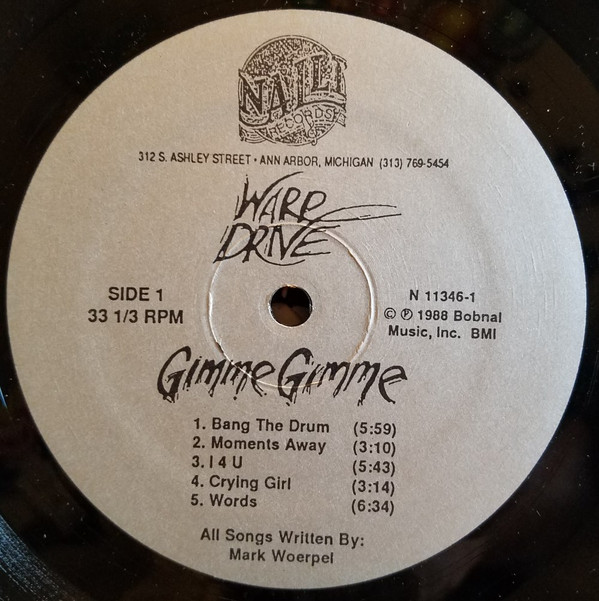 NALLI
RECORDS
312 S. ASHLEY STREET • ANN ARBOR, MICHIGAN (313) 769-5454
WARP
DRIVE
SIDE 1
33 1/3 RPM
N 11346-1
© ℗ 1988 Bobnal
Music, Inc. BMI
Gimme Gimme
1. Bang The Drum (5:59)
2. Moments Away (3:10)
3. I 4 U (5:43)
4. Crying Girl (3:14)
5. Words (6:34)
All Songs Written By:
Mark Woerpel